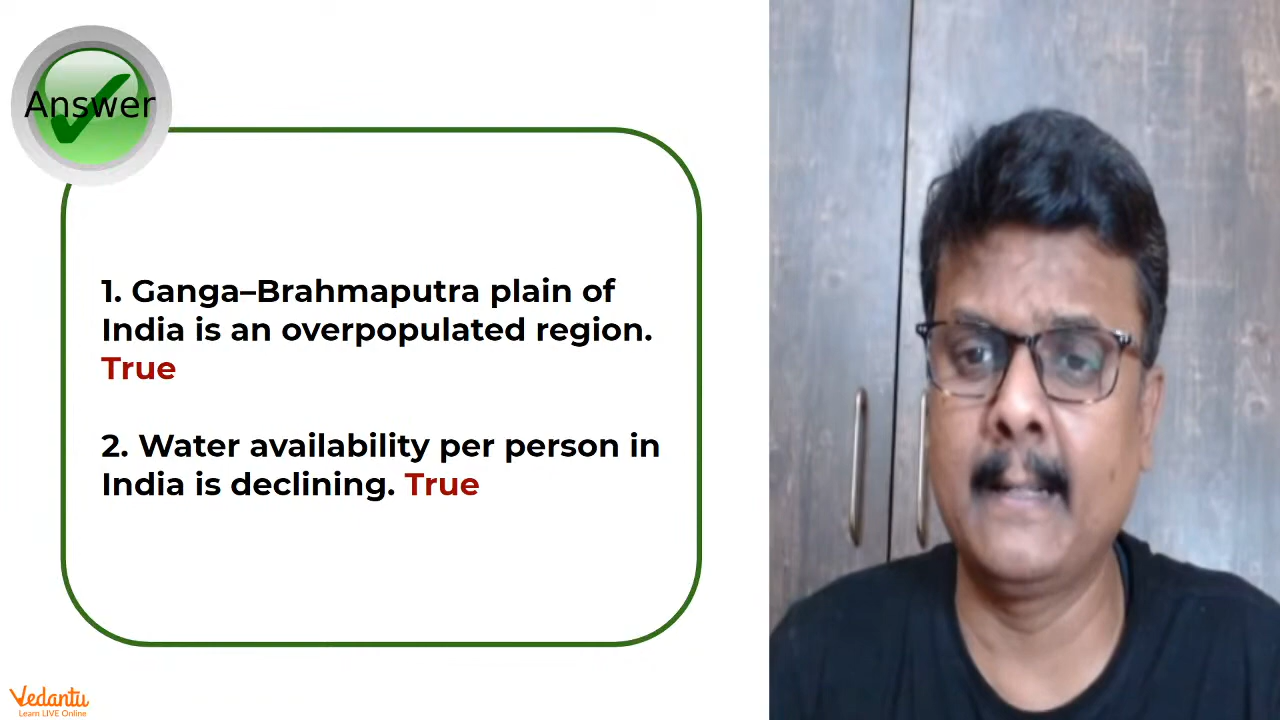 Answer
1. Ganga–Brahmaputra plain of
India is an overpopulated region.
True
2. Water availability per person in
India is declining. True
Vedantu
Learn LIVE Online